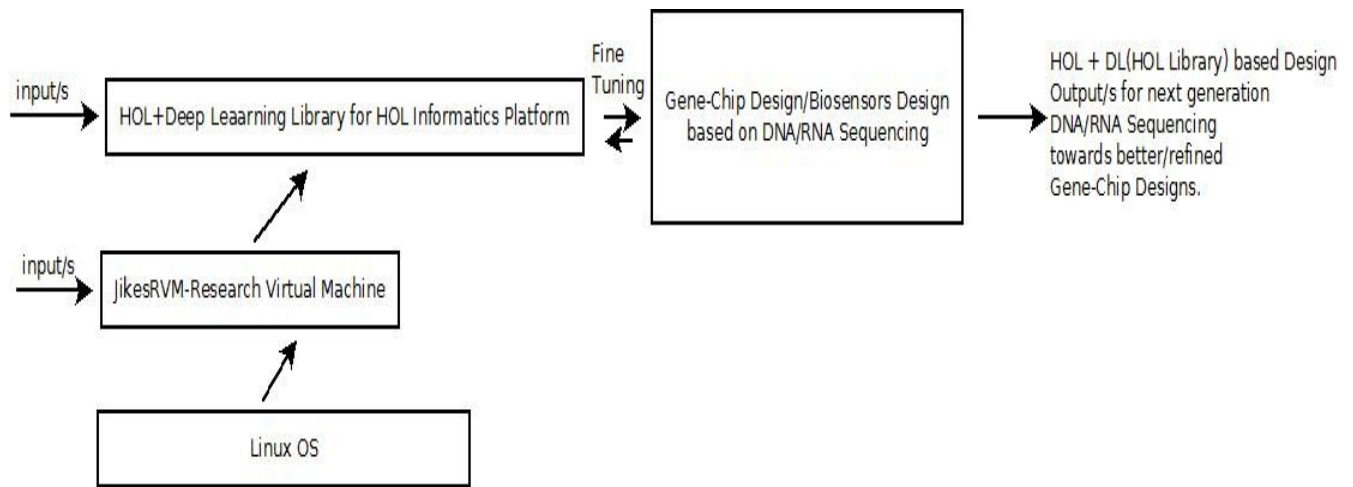 input/s
HOL+Deep Leaarning Library for HOL Informatics Platform
Fine
Tuning
Gene-Chip Design/Biosensors Design
based on DNA/RNA Sequencing
HOL + DL(HOL Library) based Design
Output/s for next generation
DNA/RNA Sequencing
towards better/refined
Gene-Chip Designs.
input/s
JikesRVM-Research Virtual Machine
Linux OS